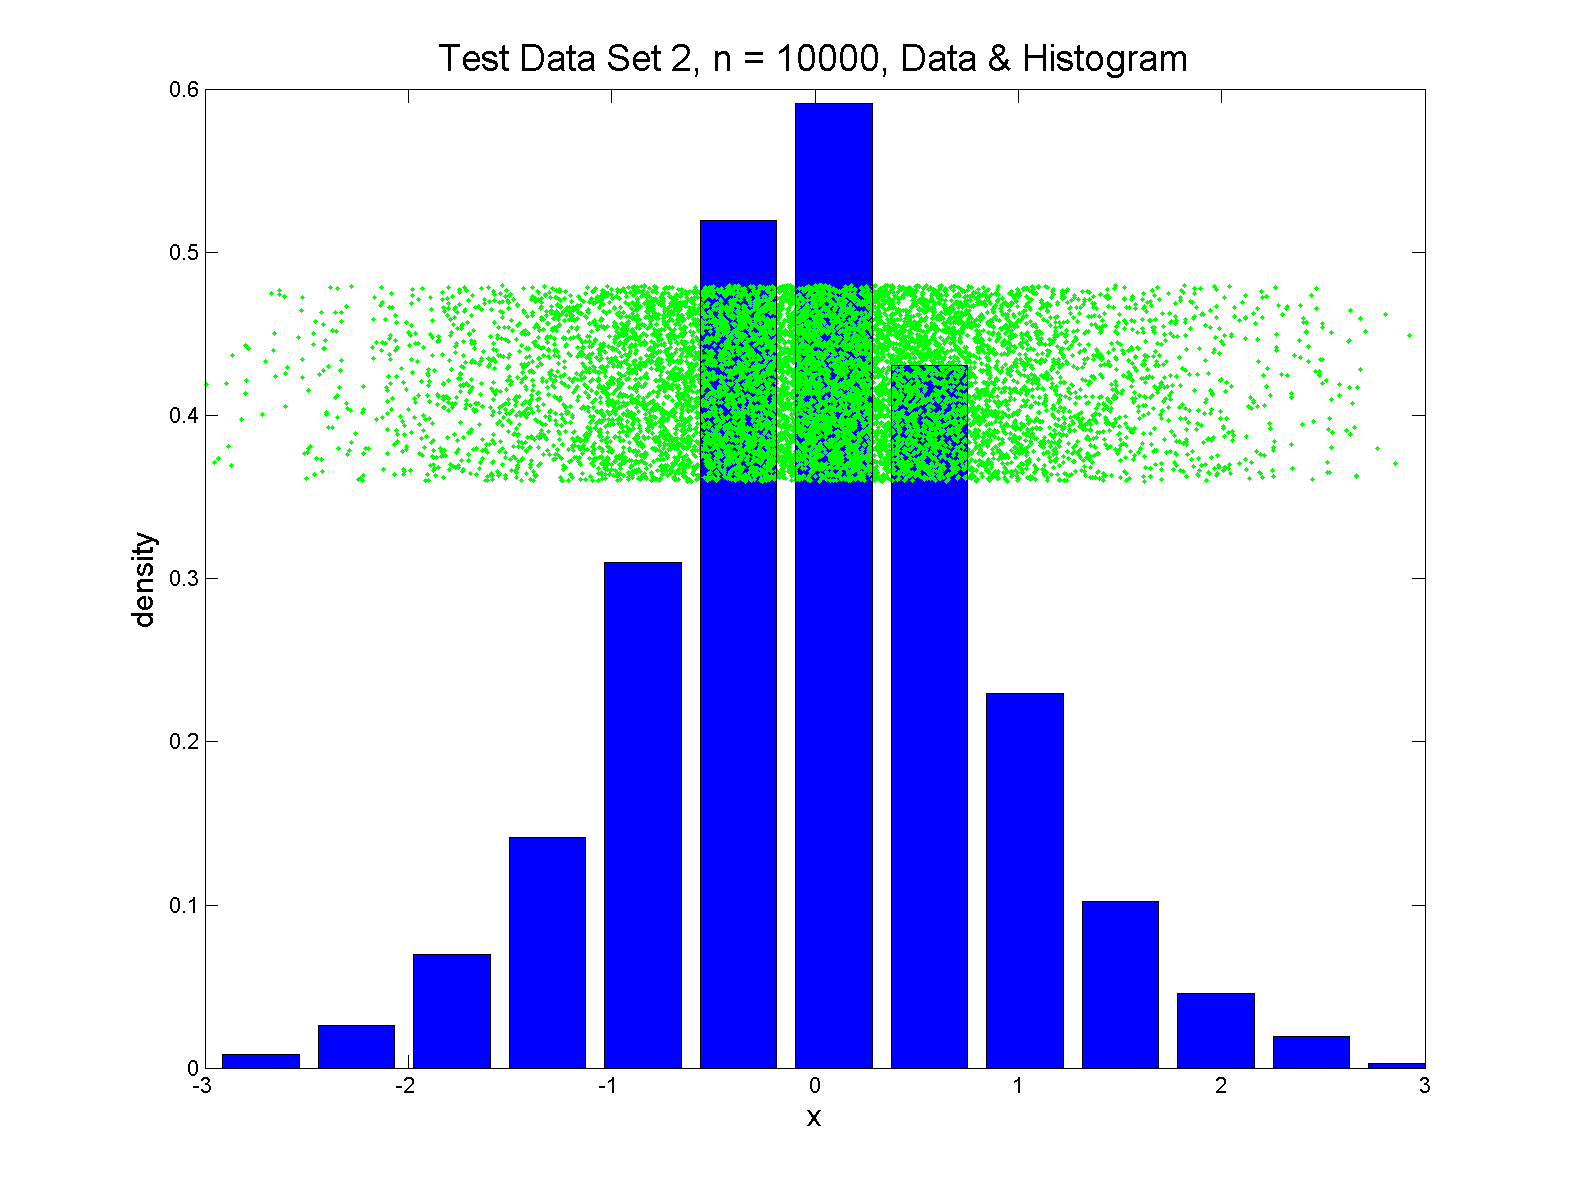 Test Data Set 2, n = 10000, Data & Histogram
0.6
0.5
0.4
0.3
0.2
0.1
0
density
-3 -2 -1 0 1 2 3
x